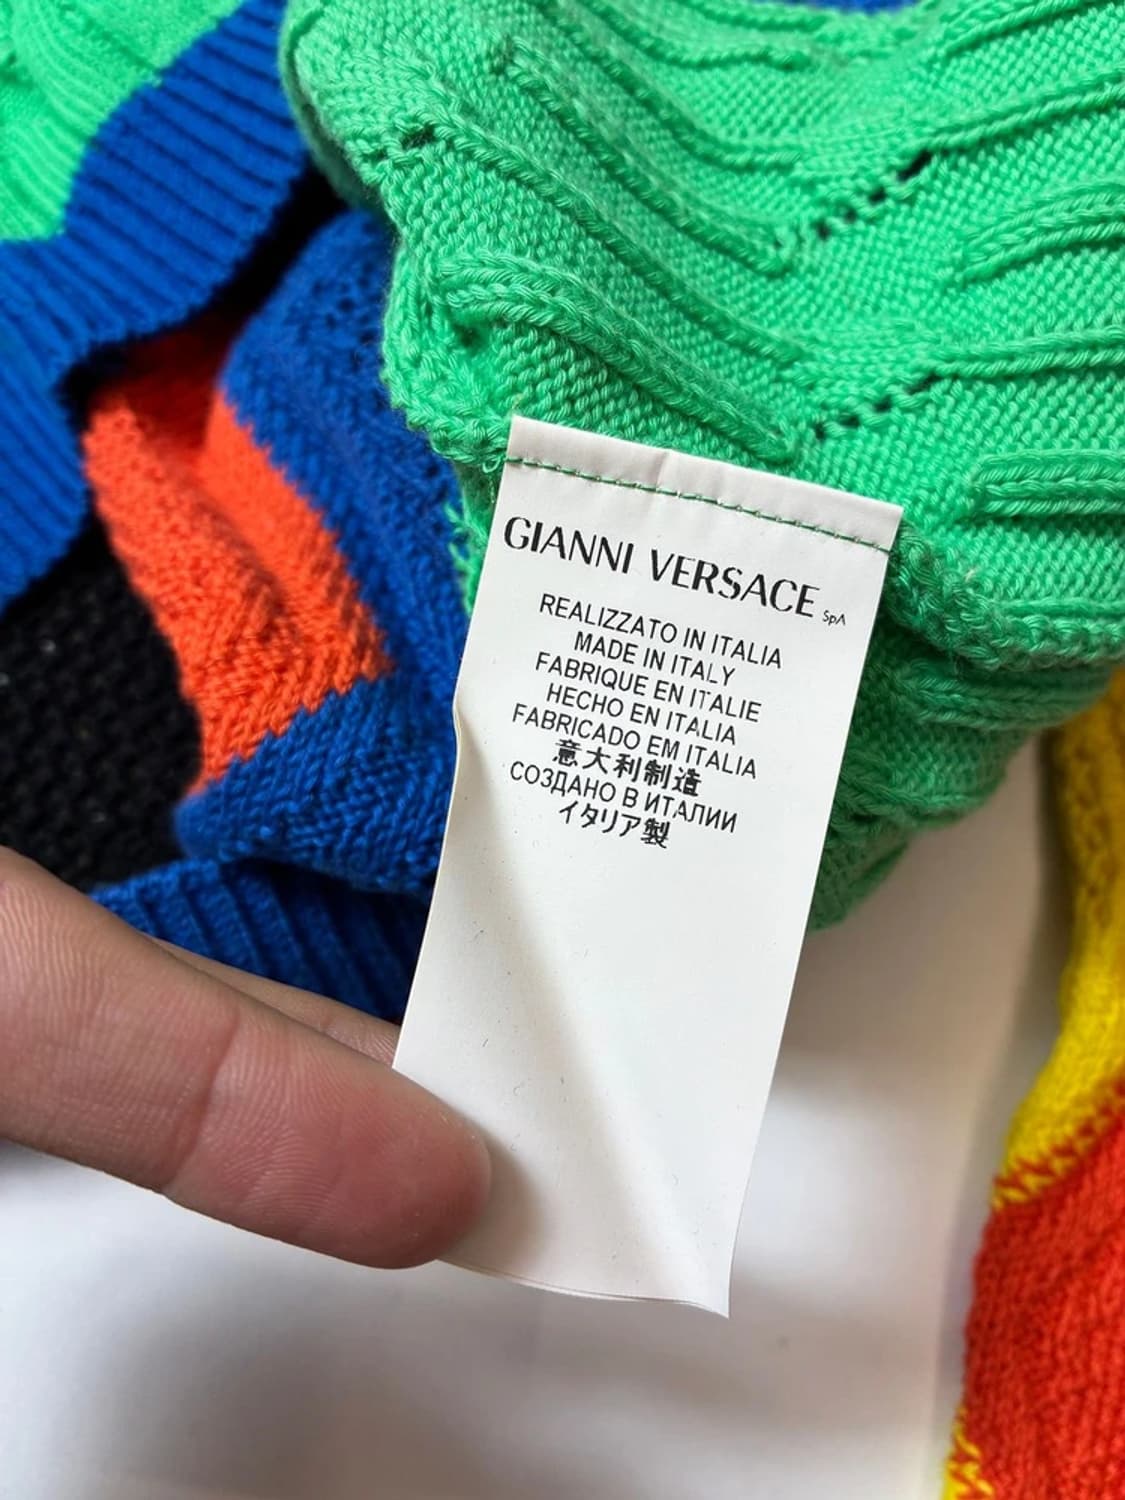 GIANNI VERSACE SpA
REALIZZATO IN ITALIA
MADE IN ITALY
FABRIQUE EN ITALIE
HECHO EN ITALIA
FABRICADO EM ITALIA
意大利制造
СОЗДАНО В ИТАЛИИ
イタリア製